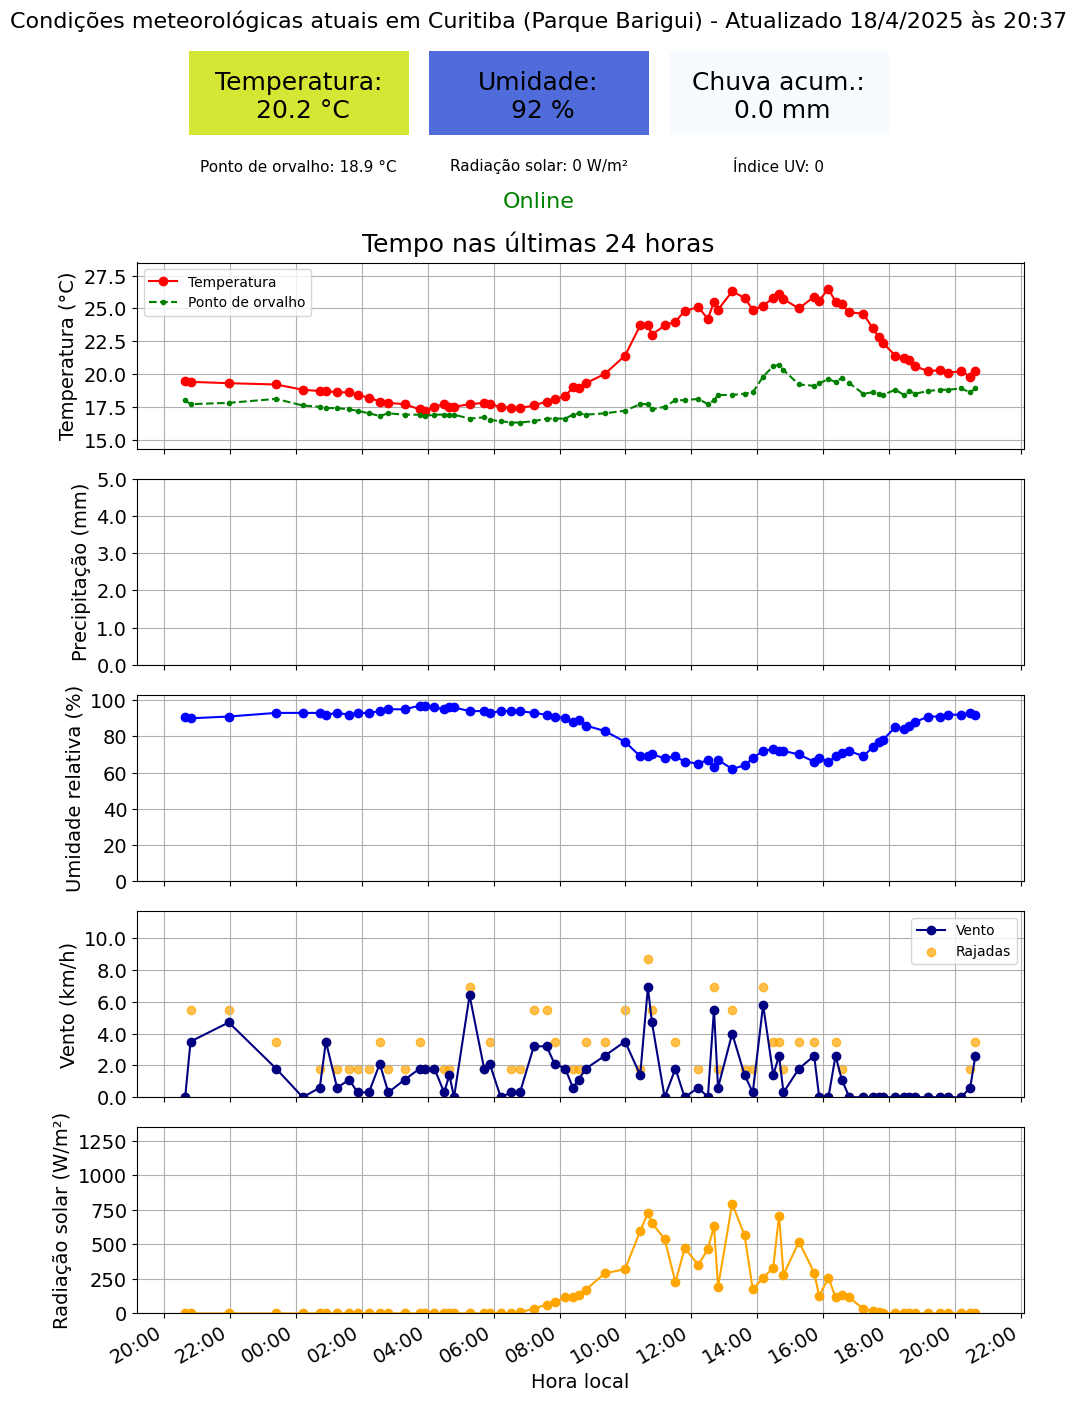 Condições meteorológicas atuais em Curitiba (Parque Barigui) - Atualizado 18/4/2025 às 20:37
Temperatura:
20.2 °C
Umidade:
92 %
Chuva acum.:
0.0 mm
Ponto de orvalho: 18.9 °C
Radiação solar: 0 W/m²
Índice UV: 0
Online
Tempo nas últimas 24 horas
Temperatura (°C)
27.5
25.0
22.5
20.0
17.5
15.0
Temperatura
Ponto de orvalho
Precipitação (mm)
5.0
4.0
3.0
2.0
1.0
0.0
Umidade relativa (%)
100
80
60
40
20
0
Vento (km/h)
10.0
8.0
6.0
4.0
2.0
0.0
Vento
Rajadas
Radiação solar (W/m²)
1250
1000
750
500
250
0
20:00
22:00
00:00
02:00
04:00
06:00
08:00
10:00
12:00
14:00
16:00
18:00
20:00
22:00
Hora local